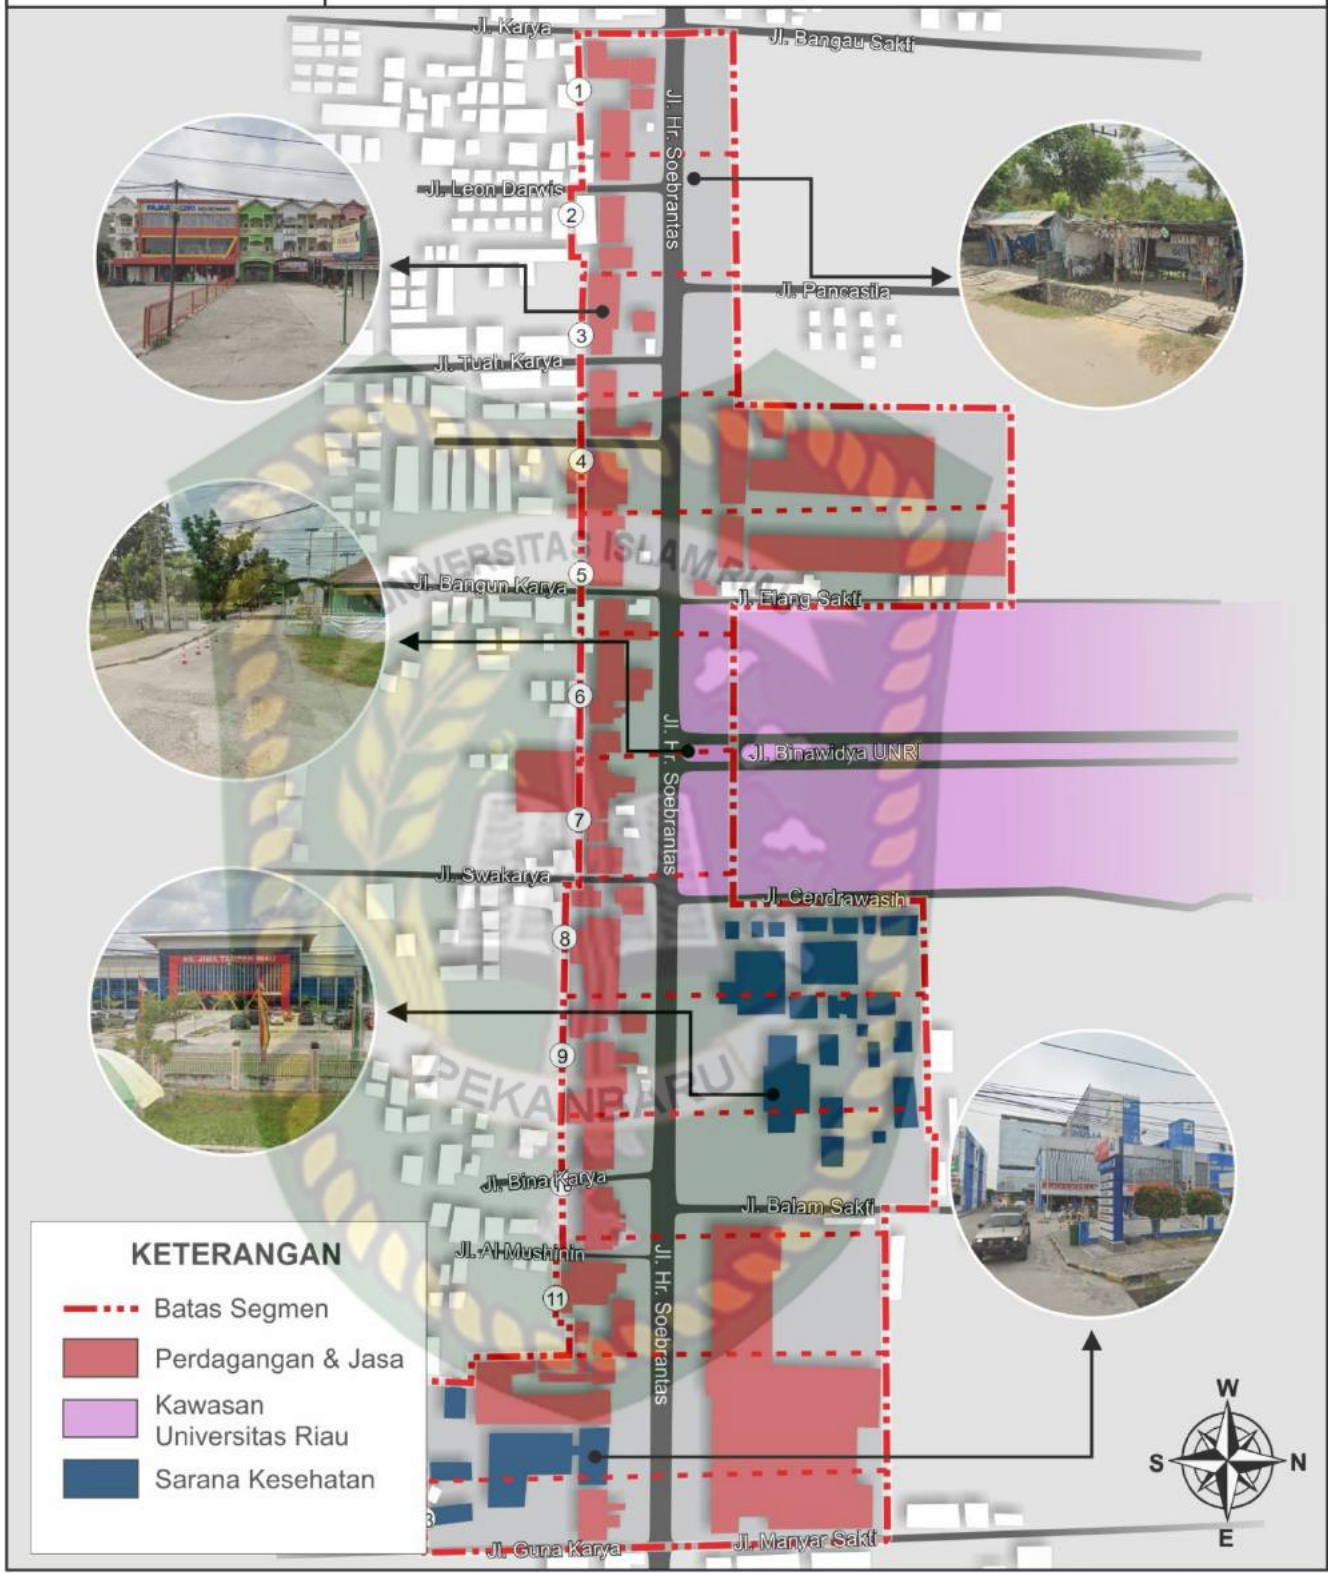 Jl. Karya
Jl. Bangau Sakti
1
Jl. Hr. Soebrantas
Jl. Leon Darwis
2
Jl. Pancasila
3
Jl. Tuah Karya
4
UNIVERSITAS ISLAM RIAU
5
Jl. Bangun Karya
Jl. Elang Sakti
6
Jl. Hr. Soebrantas
Jl. Binawidya UNRI
7
Jl. Swakarya
Jl. Cendrawasih
8
9
PEKANBARU
Jl. Bina Karya
Jl. Balam Sakti
Jl. Al Mushinin
Jl. Hr. Soebrantas
11
KETERANGAN
Batas Segmen
Perdagangan & Jasa
Kawasan
Universitas Riau
Sarana Kesehatan
W
S
N
E
3
Jl. Guna Karya
Jl. Manyar Sakti